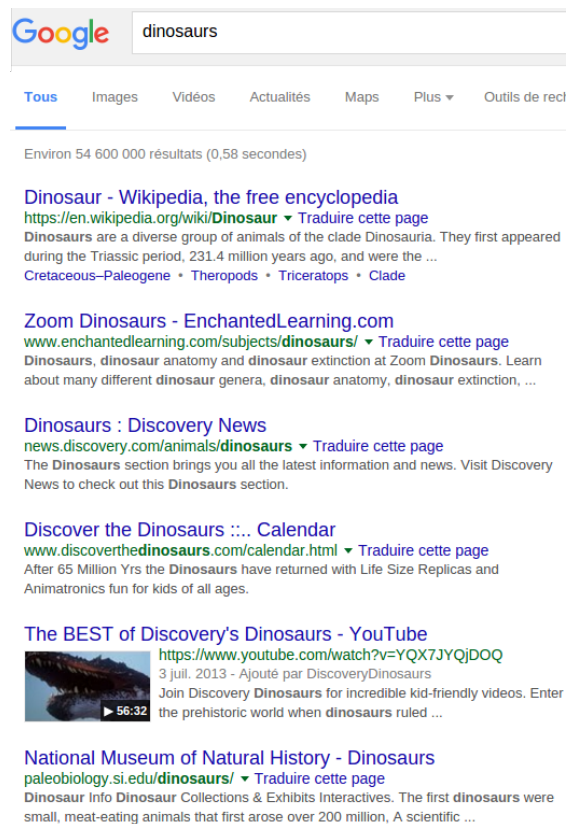 Google dinosaurs
Tous Images Vidéos Actualités Maps Plus Outils de rech
Environ 54 600 000 résultats (0,58 secondes)
Dinosaur - Wikipedia, the free encyclopedia
https://en.wikipedia.org/wiki/Dinosaur Traduire cette page
Dinosaurs are a diverse group of animals of the clade Dinosauria. They first appeared
during the Triassic period, 231.4 million years ago, and were the ...
Cretaceous–Paleogene • Theropods • Triceratops • Clade
Zoom Dinosaurs - EnchantedLearning.com
www.enchantedlearning.com/subjects/dinosaurs/ Traduire cette page
Dinosaurs, dinosaur anatomy and dinosaur extinction at Zoom Dinosaurs. Learn
about many different dinosaur genera, dinosaur anatomy, dinosaur extinction, ...
Dinosaurs : Discovery News
news.discovery.com/animals/dinosaurs Traduire cette page
The Dinosaurs section brings you all the latest information and news. Visit Discovery
News to check out this Dinosaurs section.
Discover the Dinosaurs ::.. Calendar
www.discoverthedinosaurs.com/calendar.html Traduire cette page
After 65 Million Yrs the Dinosaurs have returned with Life Size Replicas and
Animatronics fun for kids of all ages.
The BEST of Discovery's Dinosaurs - YouTube
https://www.youtube.com/watch?v=YQX7JYQjDOQ
3 juil. 2013 - Ajouté par DiscoveryDinosaurs
Join Discovery Dinosaurs for incredible kid-friendly videos. Enter
56:32 the prehistoric world when dinosaurs ruled ...
National Museum of Natural History - Dinosaurs
paleobiology.si.edu/dinosaurs/ Traduire cette page
Dinosaur Info Dinosaur Collections & Exhibits Interactives. The first dinosaurs were
small, meat-eating animals that first arose over 200 million, A scientific ...